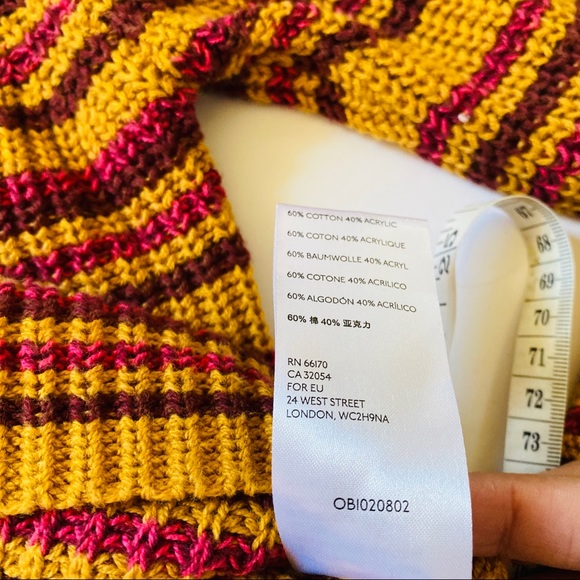 60% COTTON 40% ACRYLIC
60% COTON 40% ACRYLIQUE
60% BAUMWOLLE 40% ACRYL
60% COTONE 40% ACRILICO
60% ALGODÓN 40% ACRÍLICO
60% 棉 40% 亚克力
RN 66170
CA 32054
FOR EU
24 WEST STREET
LONDON, WC2H9NA
OB1020802
67
68
69
70
71
72
73